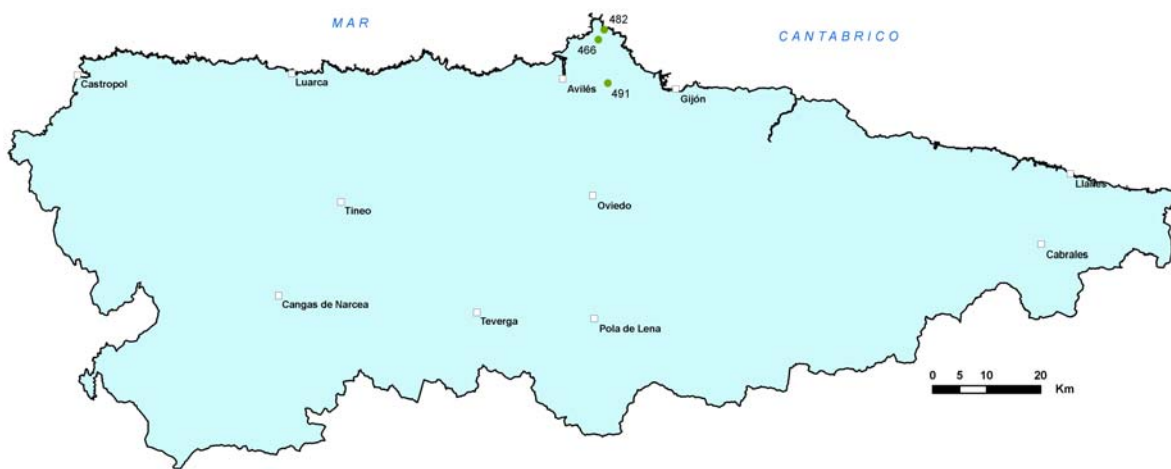 MAR
482
CANTABRICO
466
Castropol
Luarca
Avilés
491
Gijón
Llanes
Tineo
Oviedo
Cabrales
Cangas de Narcea
Teverga
Pola de Lena
0 5 10 20
Km